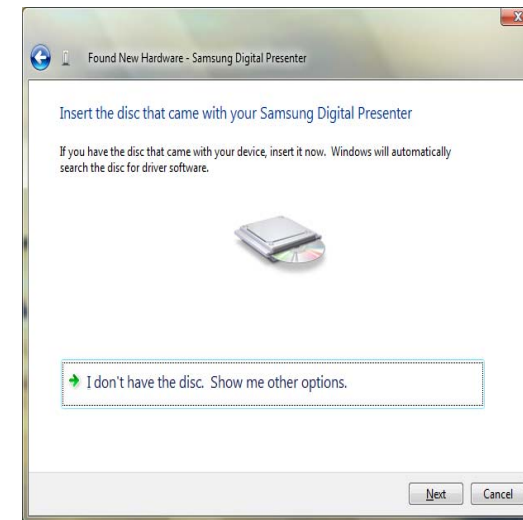 Found New Hardware - Samsung Digital Presenter
Insert the disc that came with your Samsung Digital Presenter
If you have the disc that came with your device, insert it now.  Windows will automatically
search the disc for driver software.
I don't have the disc.  Show me other options.
Next Cancel